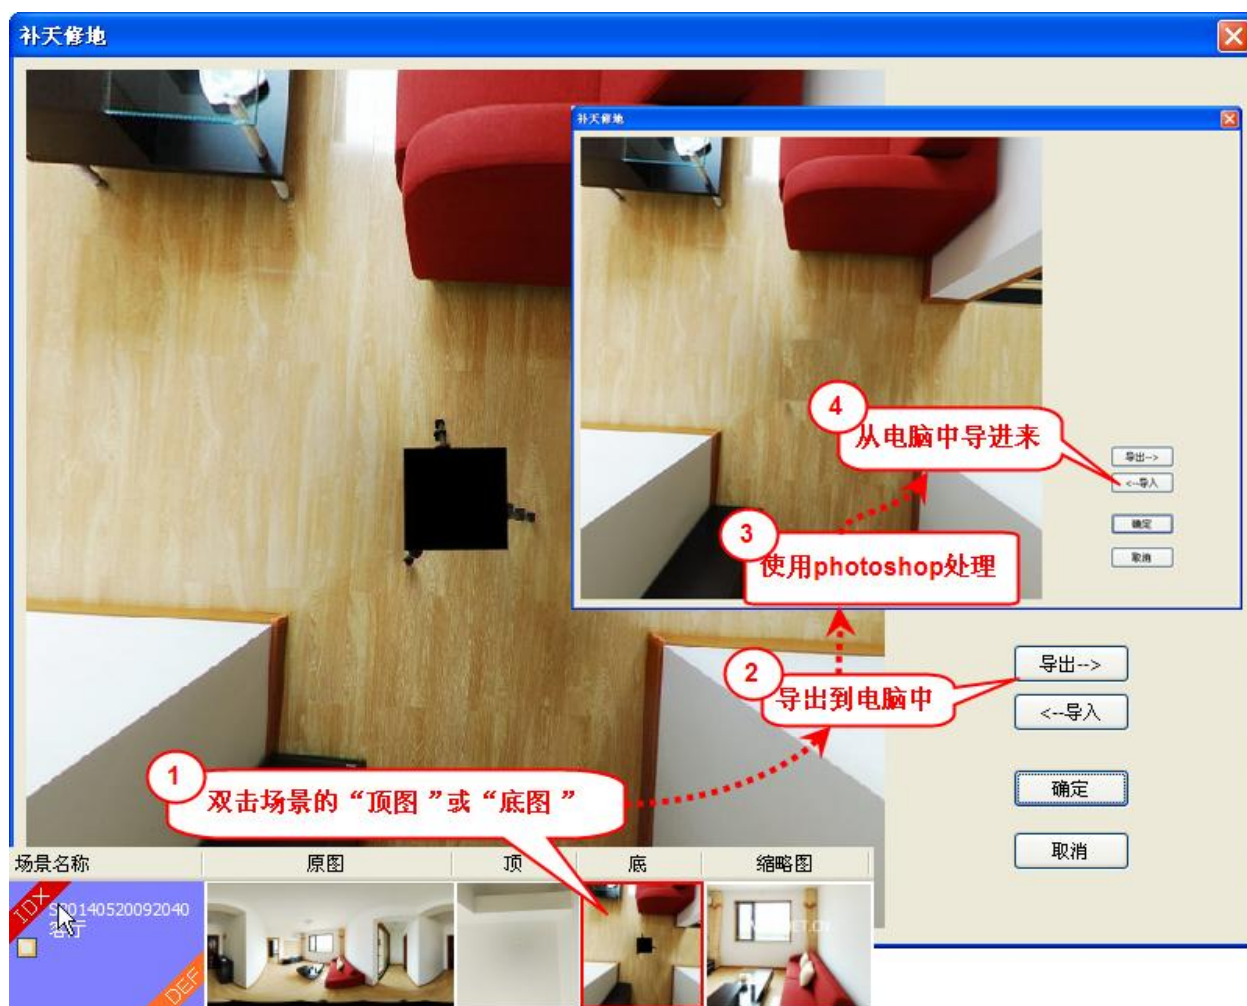 补天修地
补天修地
4
从电脑中导进来
导出-->
<--导入
3
使用photoshop处理
确定
取消
2
导出到电脑中
导出-->
<--导入
1
双击场景的“顶图 ”或“底图 ”
确定
取消
场景名称 原图 顶 底 缩略图
IDX
20140520092040
客厅
DEF